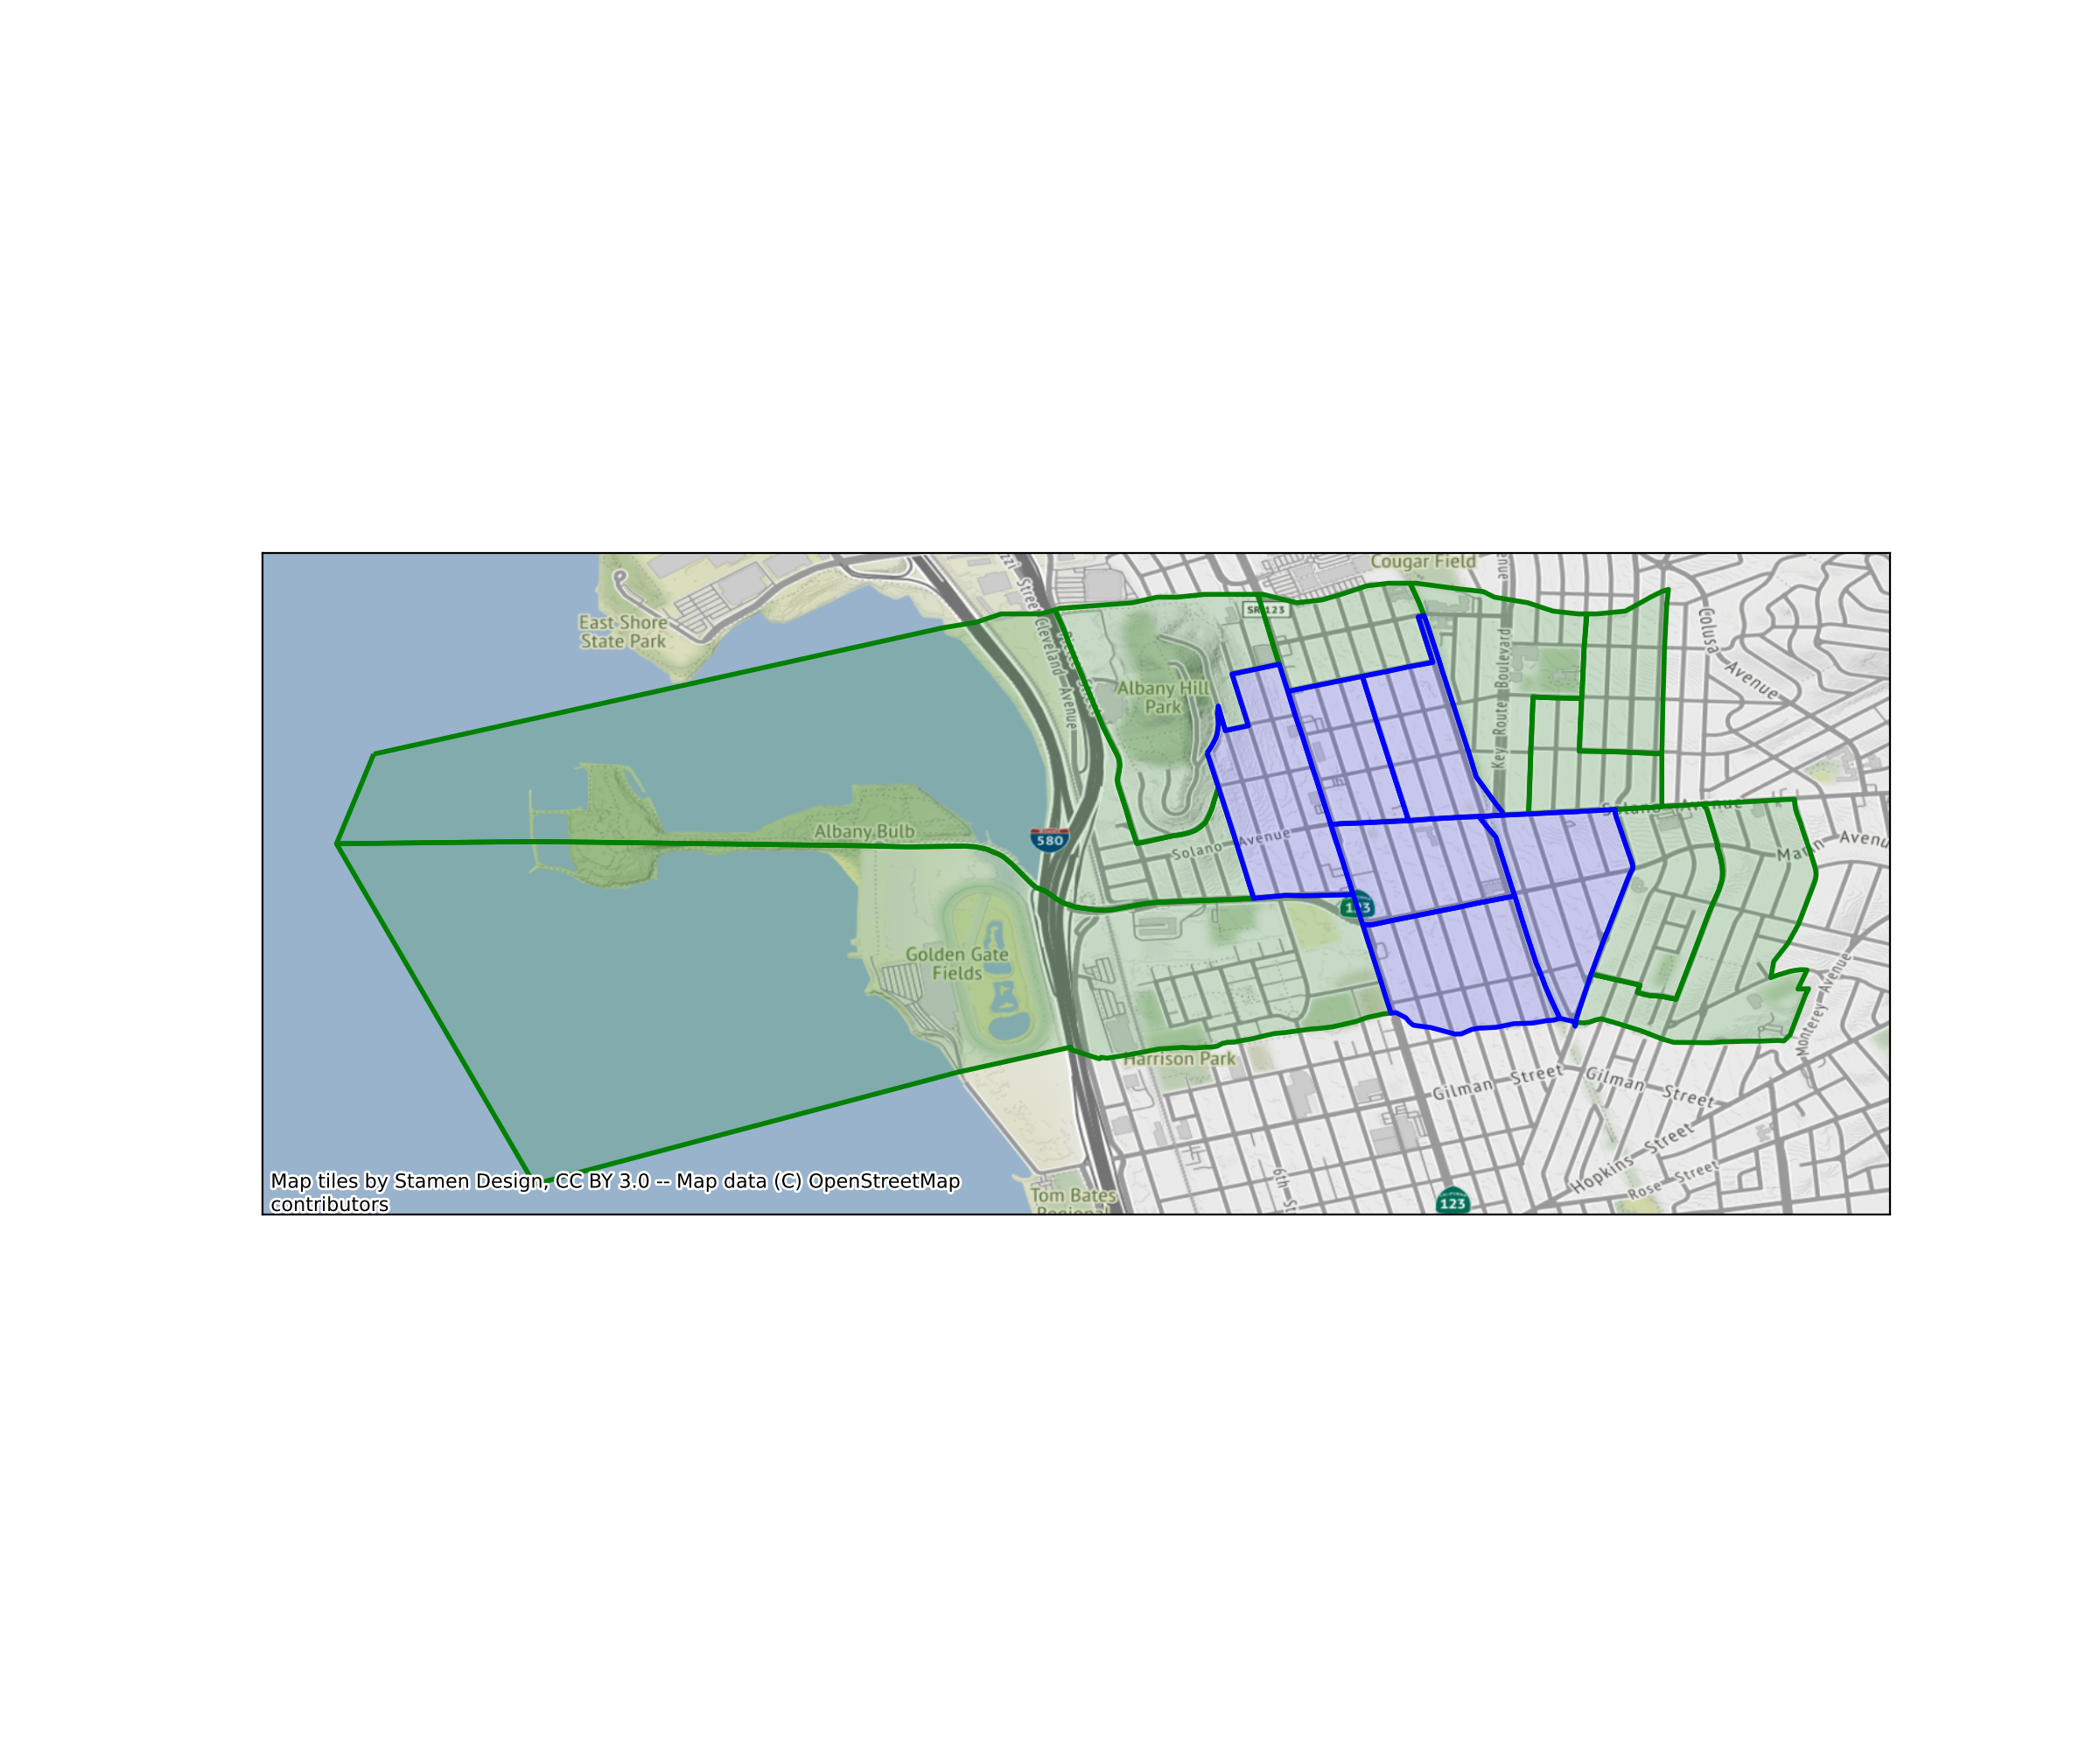 Cougar Field
East Shore
State Park
SR 123
Cleveland Avenue
Colusa Avenue
Key Route Boulevard
Albany Hill
Park
Albany Bulb
580
Solano Avenue
Solano Avenue
Marin Avenu
123
Golden Gate
Fields
Monterey Avenue
Harrison Park
Gilman Street
Gilman Street
Hopkins Street
Rose Street
6th St
Tom Bates
Regional
123
Map tiles by Stamen Design, CC BY 3.0 -- Map data (C) OpenStreetMap
contributors